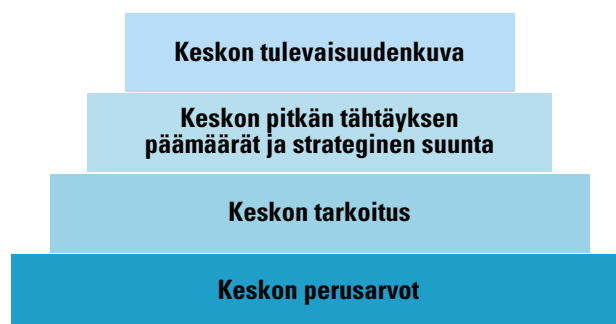 Keskon tulevaisuudenkuva
Keskon pitkän tähtäyksen
päämäärät ja strateginen suunta
Keskon tarkoitus
Keskon perusarvot